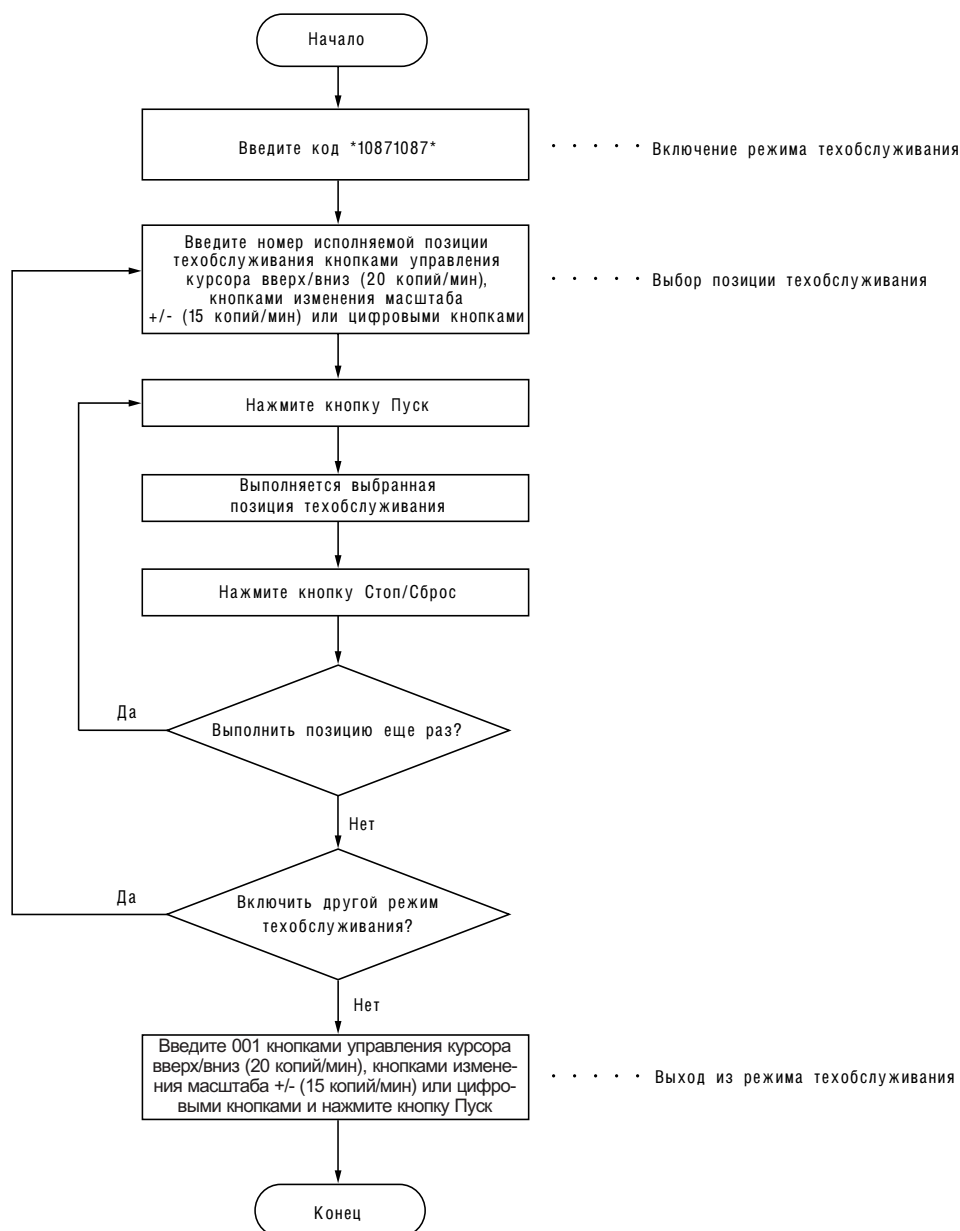 Начало
Введите код *10871087*
· · · · · Включение режима техобслуживания
Введите номер исполняемой позиции
техобслуживания кнопками управления
курсора вверх/вниз (20 копий/мин),
кнопками изменения масштаба
+/- (15 копий/мин) или цифровыми кнопками
· · · · · Выбор позиции техобслуживания
Нажмите кнопку Пуск
Выполняется выбранная
позиция техобслуживания
Нажмите кнопку Стоп/Сброс
Да
Выполнить позицию еще раз?
Нет
Да
Включить другой режим
техобслуживания?
Нет
Введите 001 кнопками управления курсора
вверх/вниз (20 копий/мин), кнопками измене-
ния масштаба +/- (15 копий/мин) или цифро-
выми кнопками и нажмите кнопку Пуск
· · · · · Выход из режима техобслуживания
Конец